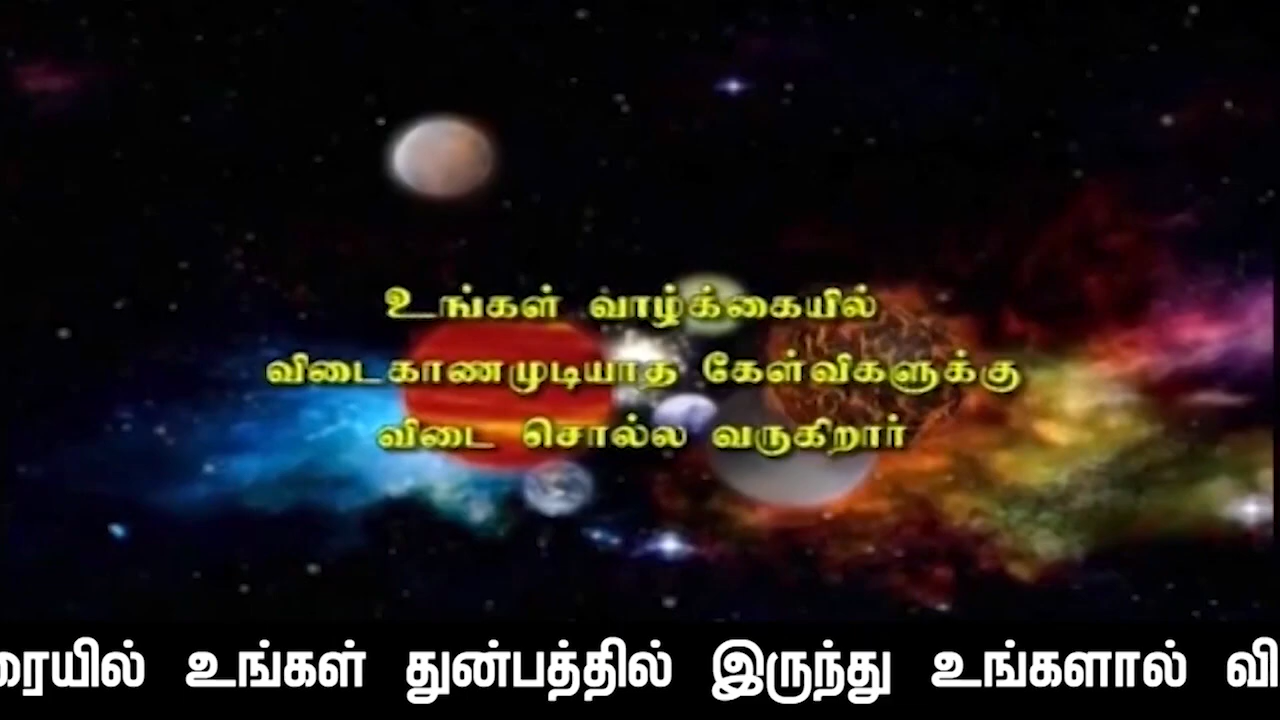 உங்கள் வாழ்க்கையில்
விடைகாணமுடியாத கேள்விகளுக்கு
விடை சொல்ல வருகிறார்
உங்கள் துன்பத்தில் இருந்து உங்களால்